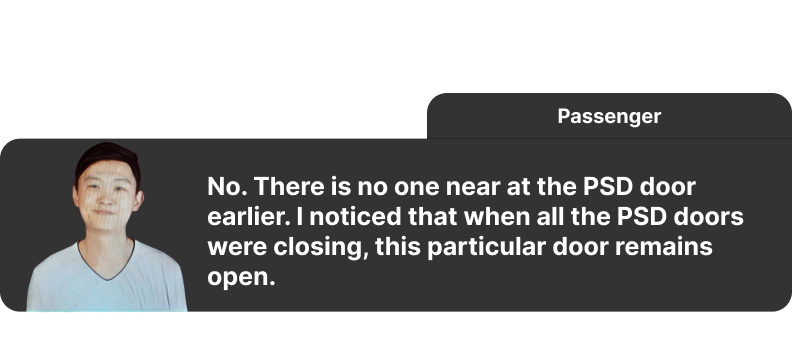 Passenger
No. There is no one near at the PSD door
earlier. I noticed that when all the PSD doors
were closing, this particular door remains
open.